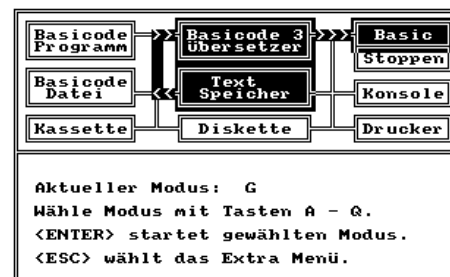 Basicode Programm
Basicode 3 Übersetzer
Basic
Stoppen
Basicode Datei
Text Speicher
Konsole
Kassette
Diskette
Drucker
Aktueller Modus: G
Wähle Modus mit Tasten A - Q.
<ENTER> startet gewählten Modus.
<ESC> wählt das Extra Menü.